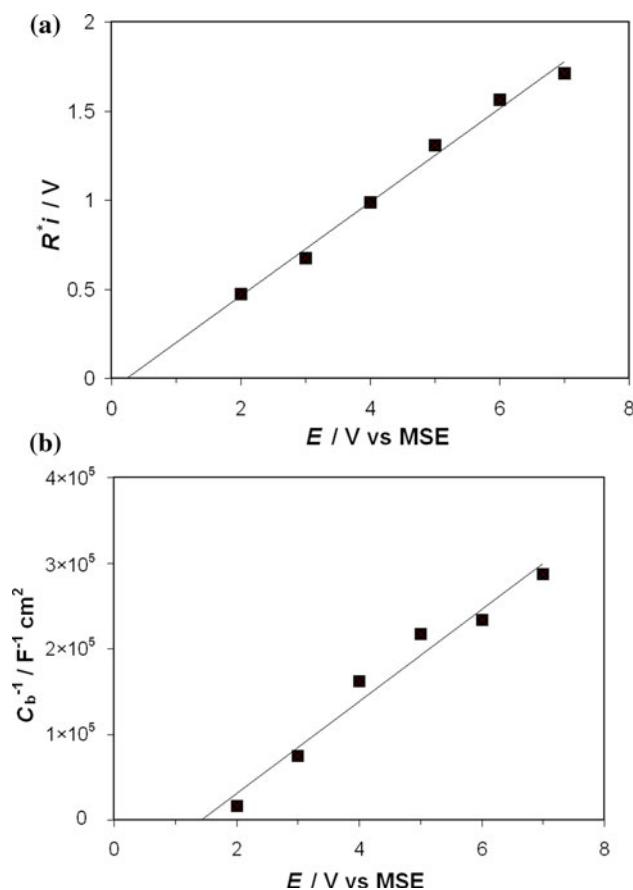 (a)
2
1.5
1
0.5
0
R*i / V
0 2 4 6 8
E / V vs MSE
(b)
4×10⁵
3×10⁵
2×10⁵
1×10⁵
0
C_b⁻¹ / F⁻¹ cm²
0 2 4 6 8
E / V vs MSE